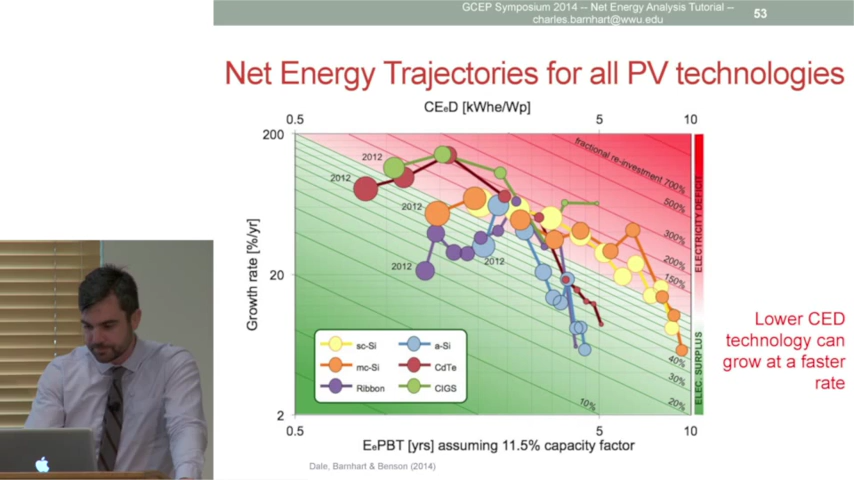 GCEP Symposium 2014 -- Net Energy Analysis Tutorial --
charles.barnhart@wwu.edu
53
Net Energy Trajectories for all PV technologies
CEₑD [kWhe/Wp]
0.5
5
10
200
20
2
Growth rate [%/yr]
2012
2012
2012
2012
2012
fractional re-investment 700%
500%
300%
200%
150%
40%
30%
20%
10%
ELECTRICITY DEFICIT
ELEC. SURPLUS
sc-Si
a-Si
mc-Si
CdTe
Ribbon
CIGS
0.5
5
10
EₑPBT [yrs] assuming 11.5% capacity factor
Dale, Barnhart & Benson (2014)
Lower CED
technology can
grow at a faster
rate